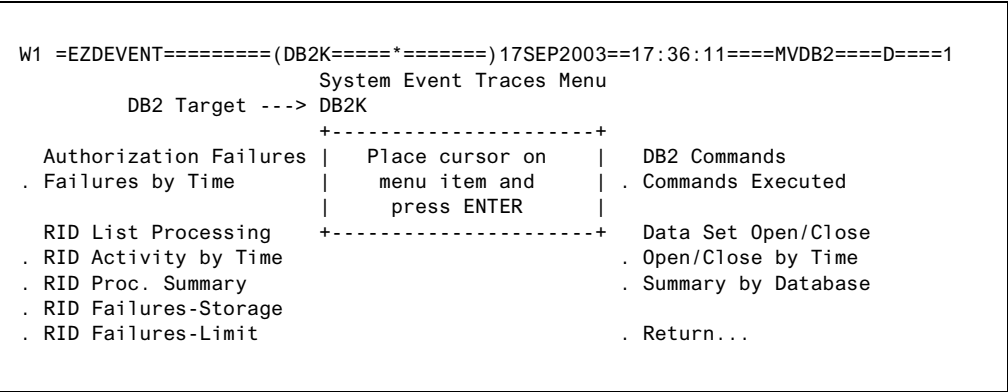 W1 =EZDEVENT=========(DB2K=====*=======)17SEP2003==17:36:11====MVDB2====D====1
                         System Event Traces Menu
         DB2 Target ---> DB2K
                         +----------------------+
  Authorization Failures |   Place cursor on    |   DB2 Commands
. Failures by Time       |    menu item and     | . Commands Executed
                         |     press ENTER      |
  RID List Processing    +----------------------+   Data Set Open/Close
. RID Activity by Time                            . Open/Close by Time
. RID Proc. Summary                               . Summary by Database
. RID Failures-Storage
. RID Failures-Limit                              . Return...